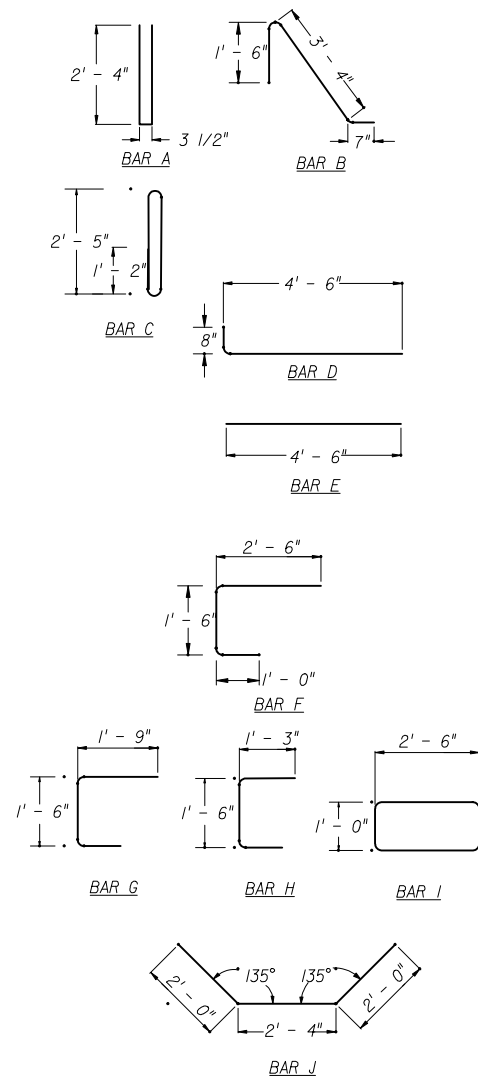 2' - 4"
3 1/2"
BAR A
1' - 6"
3' - 4"
7"
BAR B
2' - 5"
1' - 2"
BAR C
4' - 6"
8"
BAR D
4' - 6"
BAR E
2' - 6"
1' - 6"
1' - 0"
BAR F
1' - 9"
1' - 6"
BAR G
1' - 3"
1' - 6"
BAR H
2' - 6"
1' - 0"
BAR I
2' - 0"
135°
135°
2' - 0"
2' - 4"
BAR J